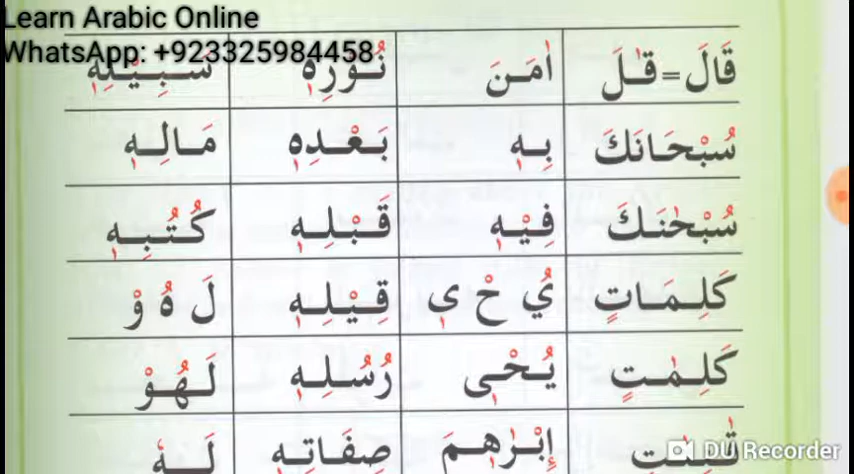 Learn Arabic Online
WhatsApp: +923325984458
قَالَ = قٰلَ اٰمَنَ نُوْرِهٖ سَبِيْلِهٖ
سُبْحَانَكَ بِهٖ بَعْدِهٖ مَالِهٖ
سُبْحٰنَكَ فِيْهِ قَبْلِهٖ كُتُبِهٖ
كَلِمَاتٍ يُ حْ یٖ قِيْلِهٖ لَ هُ وْ
كَلِمٰتٍ يُحْیٖ رُسُلِهٖ لَهُوْ
قٰنِتٰتٍ اِبْرٰهٖمَ صِفَاتِهٖ لَهٗ
DU Recorder